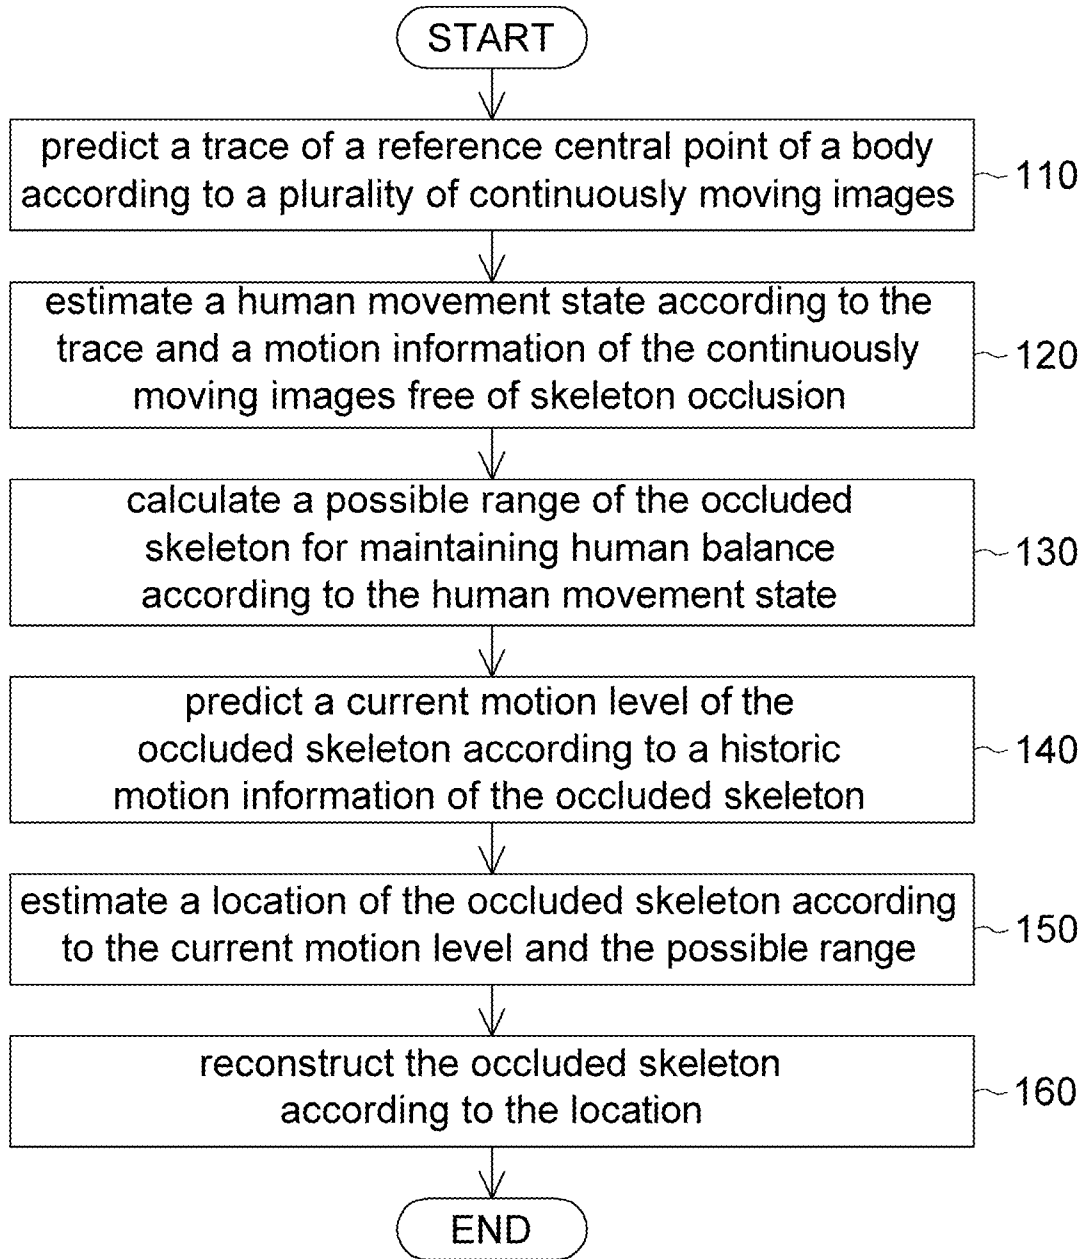 START
predict a trace of a reference central point of a body
according to a plurality of continuously moving images
110
estimate a human movement state according to the
trace and a motion information of the continuously
moving images free of skeleton occlusion
120
calculate a possible range of the occluded
skeleton for maintaining human balance
according to the human movement state
130
predict a current motion level of the
occluded skeleton according to a historic
motion information of the occluded skeleton
140
estimate a location of the occluded skeleton according
to the current motion level and the possible range
150
reconstruct the occluded skeleton
according to the location
160
END